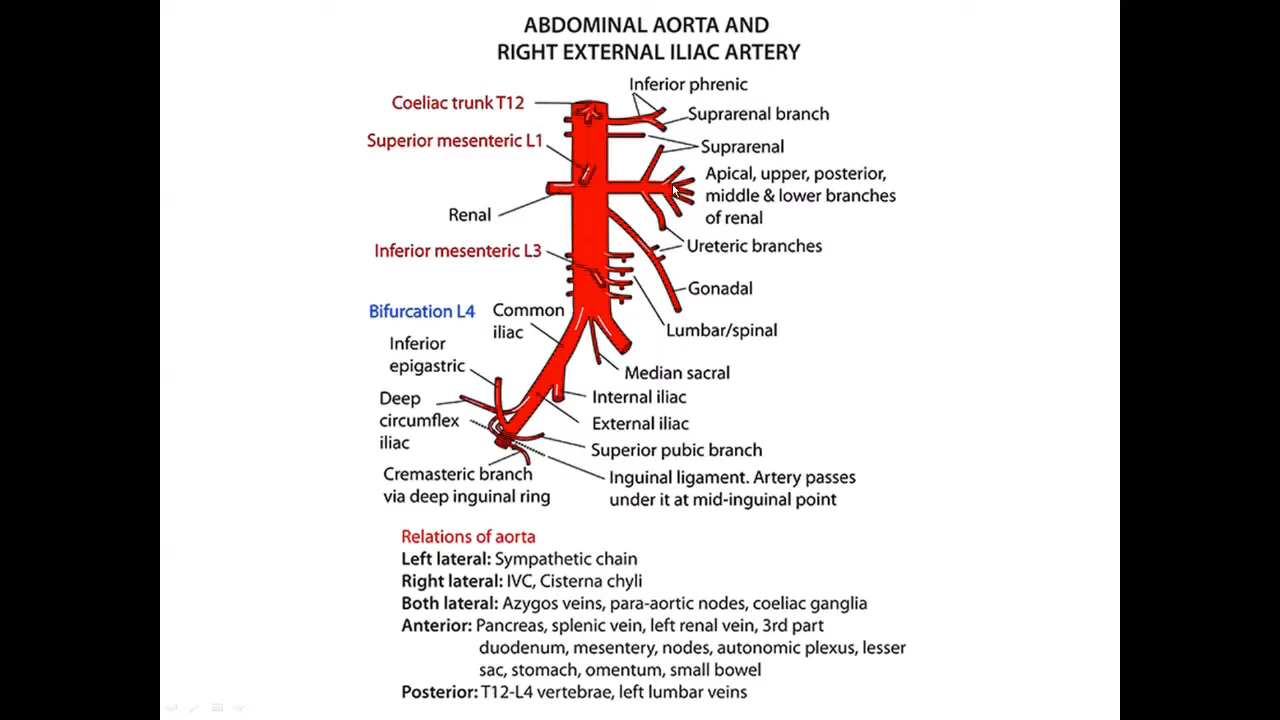 ABDOMINAL AORTA AND
RIGHT EXTERNAL ILIAC ARTERY
Inferior phrenic
Coeliac trunk T12
Suprarenal branch
Superior mesenteric L1
Suprarenal
Apical, upper, posterior,
middle & lower branches
of renal
Renal
Ureteric branches
Inferior mesenteric L3
Gonadal
Bifurcation L4
Common
iliac
Lumbar/spinal
Inferior
epigastric
Median sacral
Internal iliac
Deep
circumflex
iliac
External iliac
Superior pubic branch
Cremasteric branch
via deep inguinal ring
Inguinal ligament. Artery passes
under it at mid-inguinal point
Relations of aorta
Left lateral: Sympathetic chain
Right lateral: IVC, Cisterna chyli
Both lateral: Azygos veins, para-aortic nodes, coeliac ganglia
Anterior: Pancreas, splenic vein, left renal vein, 3rd part
duodenum, mesentery, nodes, autonomic plexus, lesser
sac, stomach, omentum, small bowel
Posterior: T12-L4 vertebrae, left lumbar veins